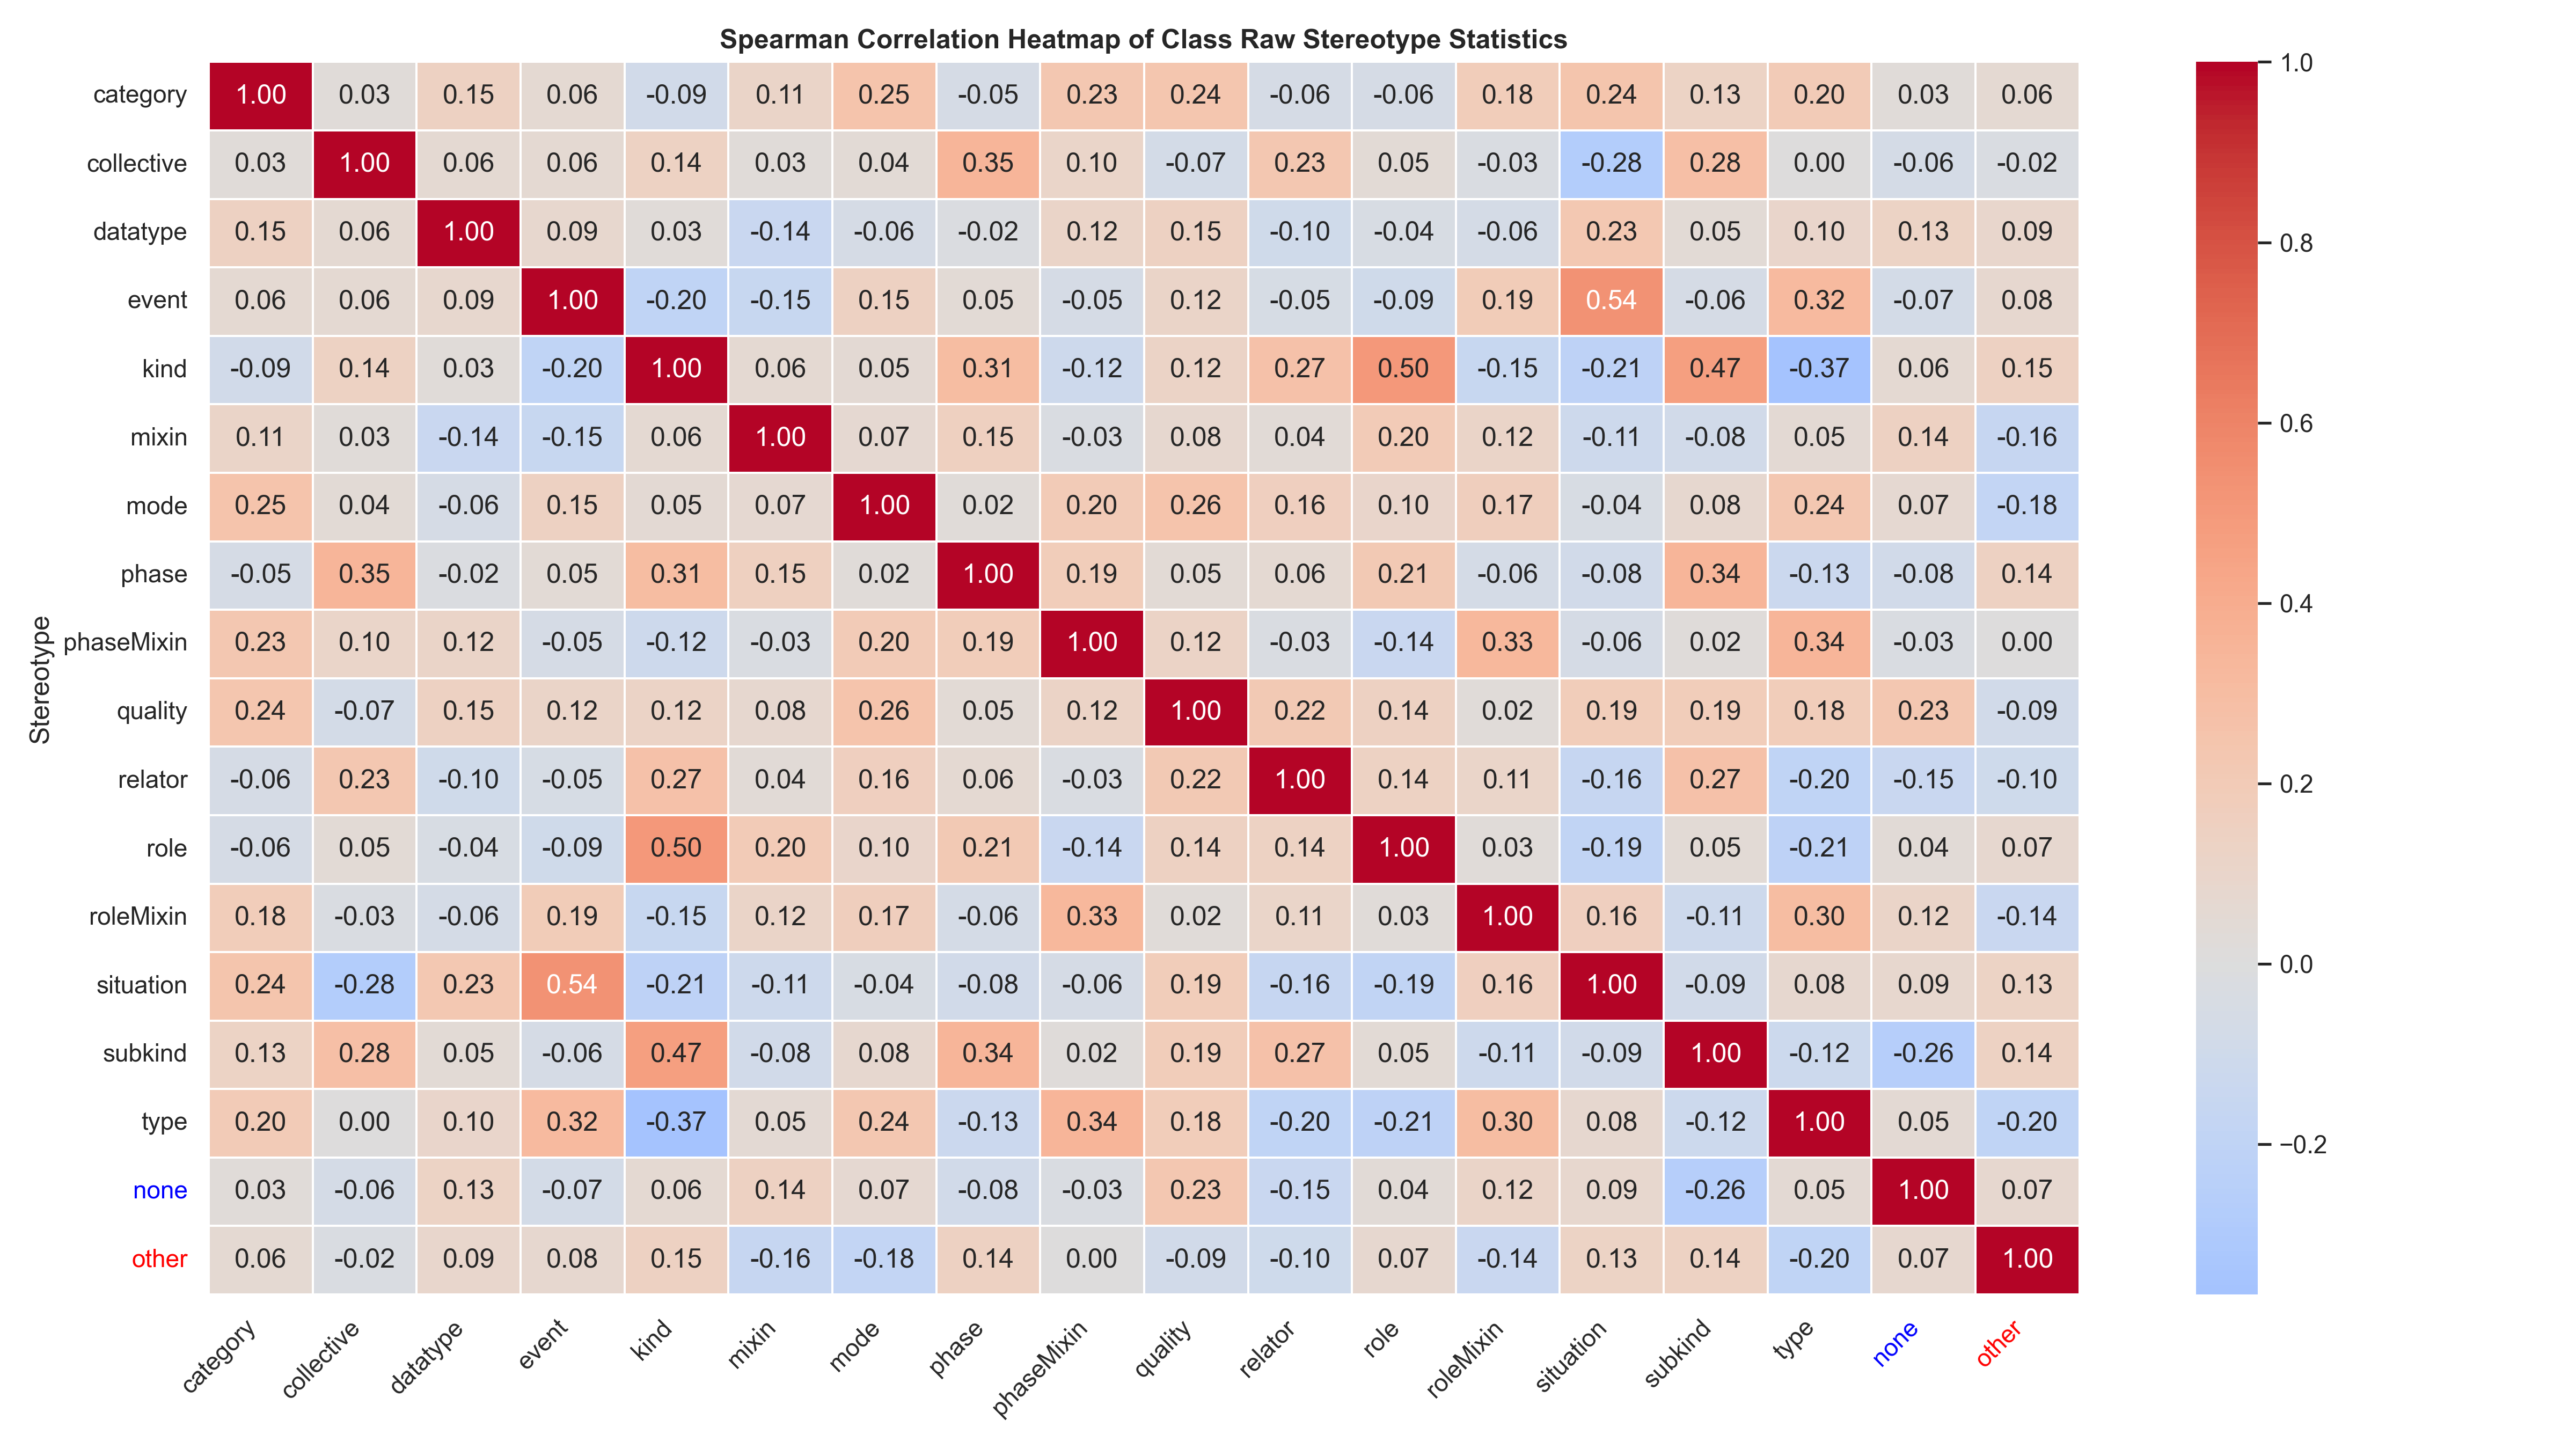 Spearman Correlation Heatmap of Class Raw Stereotype Statistics
category 1.00 0.03 0.15 0.06 -0.09 0.11 0.25 -0.05 0.23 0.24 -0.06 -0.06 0.18 0.24 0.13 0.20 0.03 0.06
collective 0.03 1.00 0.06 0.06 0.14 0.03 0.04 0.35 0.10 -0.07 0.23 0.05 -0.03 -0.28 0.28 0.00 -0.06 -0.02
datatype 0.15 0.06 1.00 0.09 0.03 -0.14 -0.06 -0.02 0.12 0.15 -0.10 -0.04 -0.06 0.23 0.05 0.10 0.13 0.09
event 0.06 0.06 0.09 1.00 -0.20 -0.15 0.15 0.05 -0.05 0.12 -0.05 -0.09 0.19 0.54 -0.06 0.32 -0.07 0.08
kind -0.09 0.14 0.03 -0.20 1.00 0.06 0.05 0.31 -0.12 0.12 0.27 0.50 -0.15 -0.21 0.47 -0.37 0.06 0.15
mixin 0.11 0.03 -0.14 -0.15 0.06 1.00 0.07 0.15 -0.03 0.08 0.04 0.20 0.12 -0.11 -0.08 0.05 0.14 -0.16
mode 0.25 0.04 -0.06 0.15 0.05 0.07 1.00 0.02 0.20 0.26 0.16 0.10 0.17 -0.04 0.08 0.24 0.07 -0.18
phase -0.05 0.35 -0.02 0.05 0.31 0.15 0.02 1.00 0.19 0.05 0.06 0.21 -0.06 -0.08 0.34 -0.13 -0.08 0.14
phaseMixin 0.23 0.10 0.12 -0.05 -0.12 -0.03 0.20 0.19 1.00 0.12 -0.03 -0.14 0.33 -0.06 0.02 0.34 -0.03 0.00
quality 0.24 -0.07 0.15 0.12 0.12 0.08 0.26 0.05 0.12 1.00 0.22 0.14 0.02 0.19 0.19 0.18 0.23 -0.09
relator -0.06 0.23 -0.10 -0.05 0.27 0.04 0.16 0.06 -0.03 0.22 1.00 0.14 0.11 -0.16 0.27 -0.20 -0.15 -0.10
role -0.06 0.05 -0.04 -0.09 0.50 0.20 0.10 0.21 -0.14 0.14 0.14 1.00 0.03 -0.19 0.05 -0.21 0.04 0.07
roleMixin 0.18 -0.03 -0.06 0.19 -0.15 0.12 0.17 -0.06 0.33 0.02 0.11 0.03 1.00 0.16 -0.11 0.30 0.12 -0.14
situation 0.24 -0.28 0.23 0.54 -0.21 -0.11 -0.04 -0.08 -0.06 0.19 -0.16 -0.19 0.16 1.00 -0.09 0.08 0.09 0.13
subkind 0.13 0.28 0.05 -0.06 0.47 -0.08 0.08 0.34 0.02 0.19 0.27 0.05 -0.11 -0.09 1.00 -0.12 -0.26 0.14
type 0.20 0.00 0.10 0.32 -0.37 0.05 0.24 -0.13 0.34 0.18 -0.20 -0.21 0.30 0.08 -0.12 1.00 0.05 -0.20
none 0.03 -0.06 0.13 -0.07 0.06 0.14 0.07 -0.08 -0.03 0.23 -0.15 0.04 0.12 0.09 -0.26 0.05 1.00 0.07
other 0.06 -0.02 0.09 0.08 0.15 -0.16 -0.18 0.14 0.00 -0.09 -0.10 0.07 -0.14 0.13 0.14 -0.20 0.07 1.00
Stereotype
category collective datatype event kind mixin mode phase phaseMixin quality relator role roleMixin situation subkind type none other
1.0
0.8
0.6
0.4
0.2
0.0
−0.2